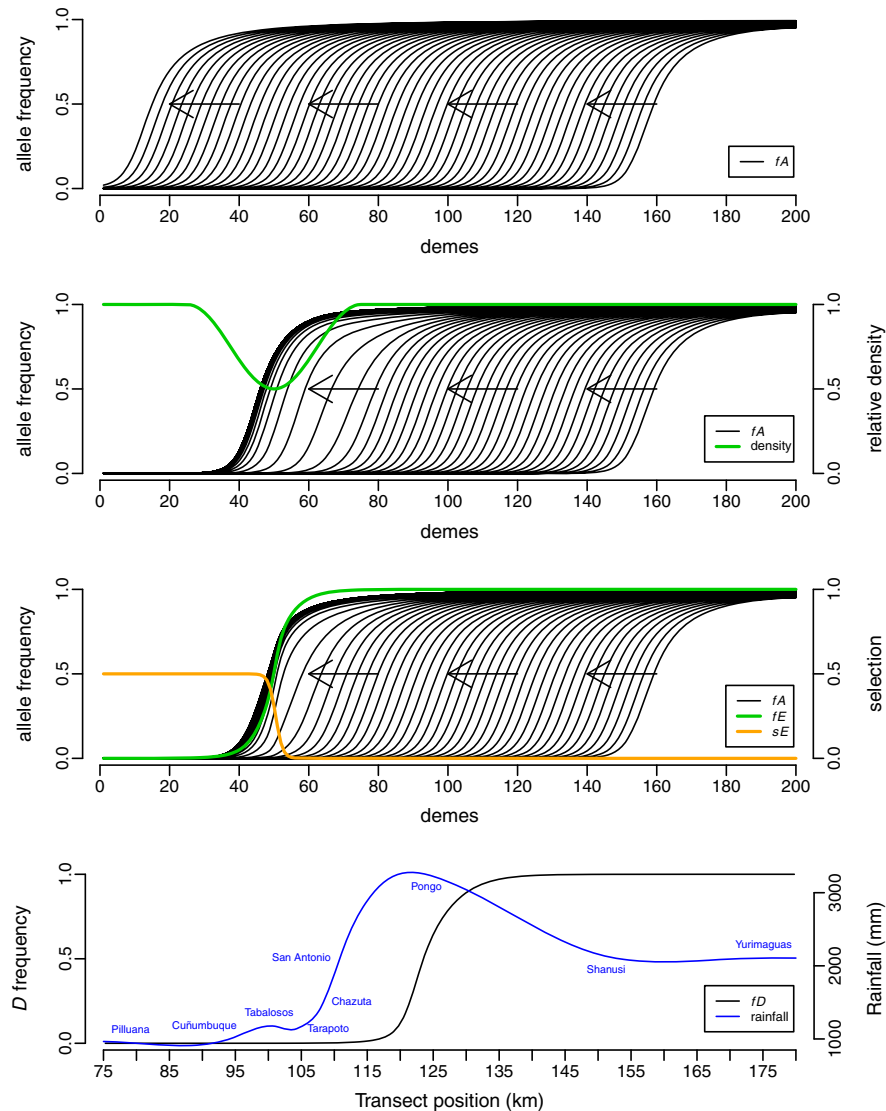 allele frequency
0.0 0.5 1.0
fA
0 20 40 60 80 100 120 140 160 180 200
demes
allele frequency
0.0 0.5 1.0
relative density
0.0 0.5 1.0
fA
density
0 20 40 60 80 100 120 140 160 180 200
demes
allele frequency
0.0 0.5 1.0
selection
0.0 0.5 1.0
fA
fE
sE
0 20 40 60 80 100 120 140 160 180 200
demes
D frequency
0.0 0.5 1.0
Rainfall (mm)
1000 2000 3000
Pongo
San Antonio
Yurimaguas
Shanusi
Chazuta
Tabalosos
Cuñumbuque
Tarapoto
Pilluana
fD
rainfall
75 85 95 105 115 125 135 145 155 165 175
Transect position (km)